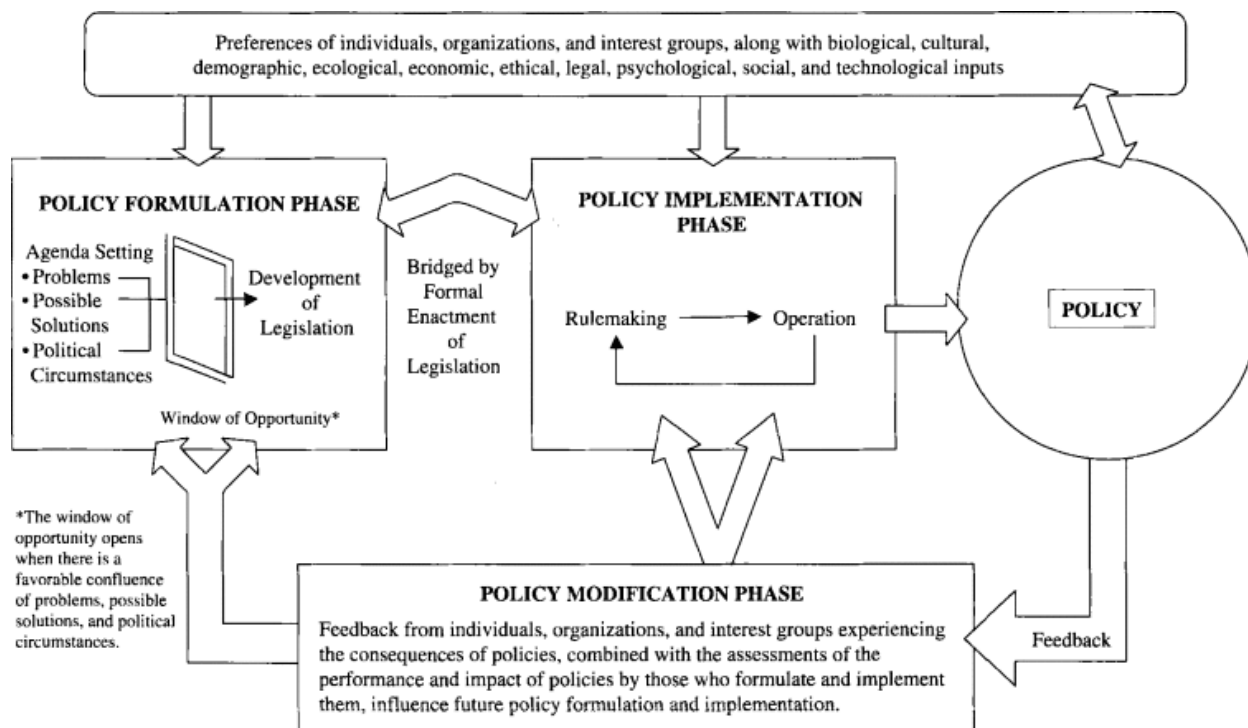 Preferences of individuals, organizations, and interest groups, along with biological, cultural,
demographic, ecological, economic, ethical, legal, psychological, social, and technological inputs
POLICY FORMULATION PHASE
Agenda Setting
• Problems
• Possible
Solutions
• Political
Circumstances
Development
of
Legislation
Window of Opportunity*
Bridged by
Formal
Enactment
of
Legislation
POLICY IMPLEMENTATION
PHASE
Rulemaking
Operation
POLICY
*The window of
opportunity opens
when there is a
favorable confluence
of problems, possible
solutions, and political
circumstances.
POLICY MODIFICATION PHASE
Feedback from individuals, organizations, and interest groups experiencing
the consequences of policies, combined with the assessments of the
performance and impact of policies by those who formulate and implement
them, influence future policy formulation and implementation.
Feedback